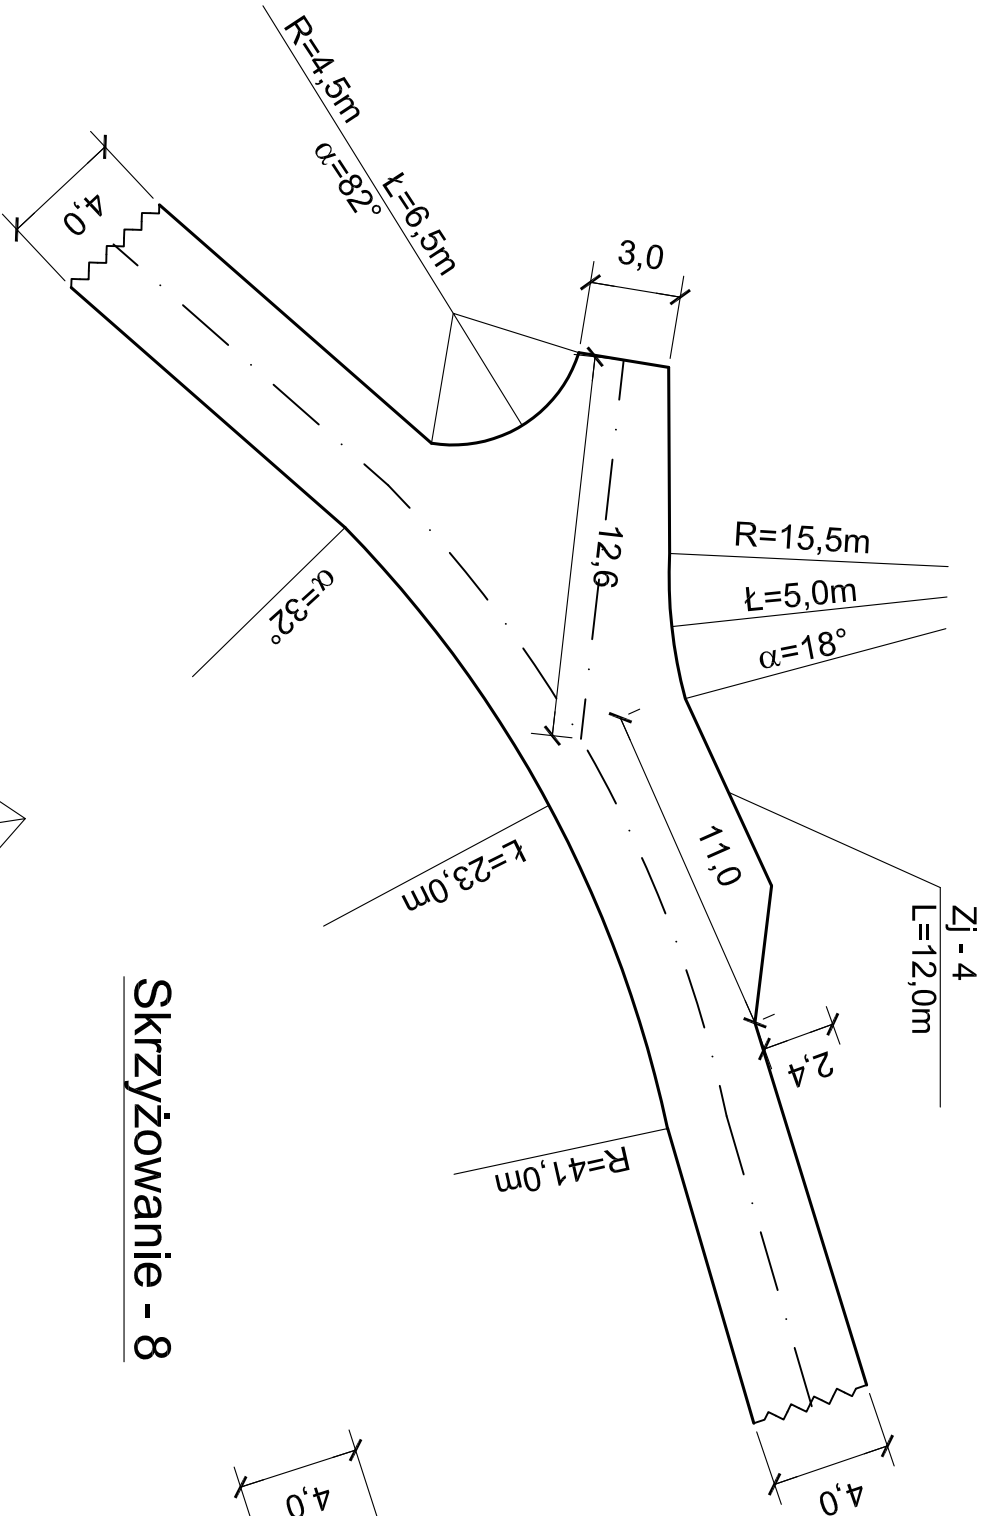 R=4,5m
Ł=6,5m
α=82°
4,0
3,0
12,6
R=15,5m
Ł=5,0m
α=18°
α=32°
11,0
Ł=23,0m
Zj - 4
L=12,0m
2,4
R=41,0m
Skrzyżowanie - 8
4,0
4,0